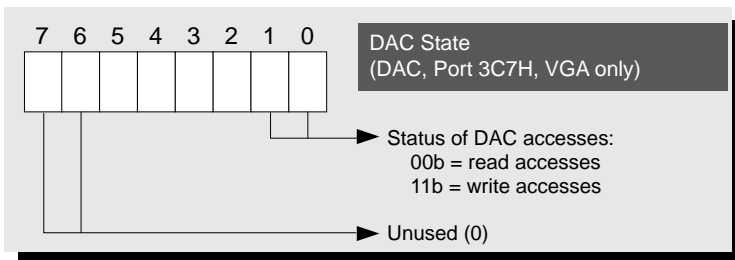 7 6 5 4 3 2 1 0
DAC State
(DAC, Port 3C7H, VGA only)
Status of DAC accesses:
00b = read accesses
11b = write accesses
Unused (0)